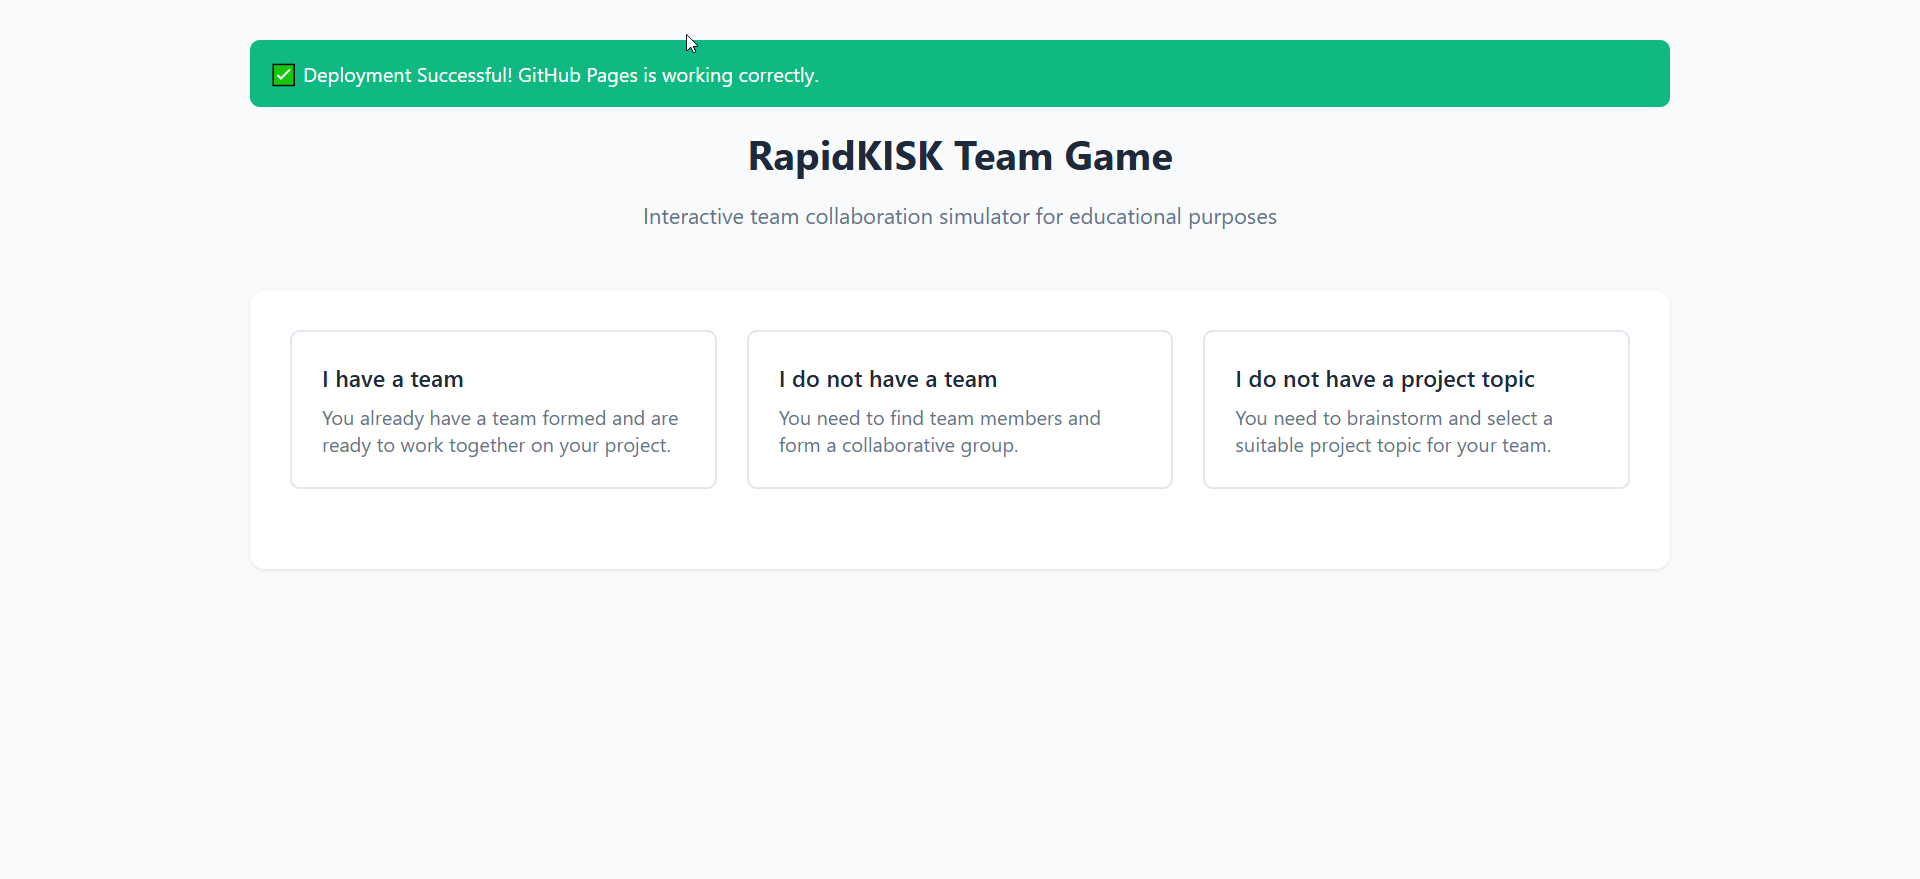 ✅ Deployment Successful! GitHub Pages is working correctly.
RapidKISK Team Game
Interactive team collaboration simulator for educational purposes
I have a team
You already have a team formed and are
ready to work together on your project.
I do not have a team
You need to find team members and
form a collaborative group.
I do not have a project topic
You need to brainstorm and select a
suitable project topic for your team.